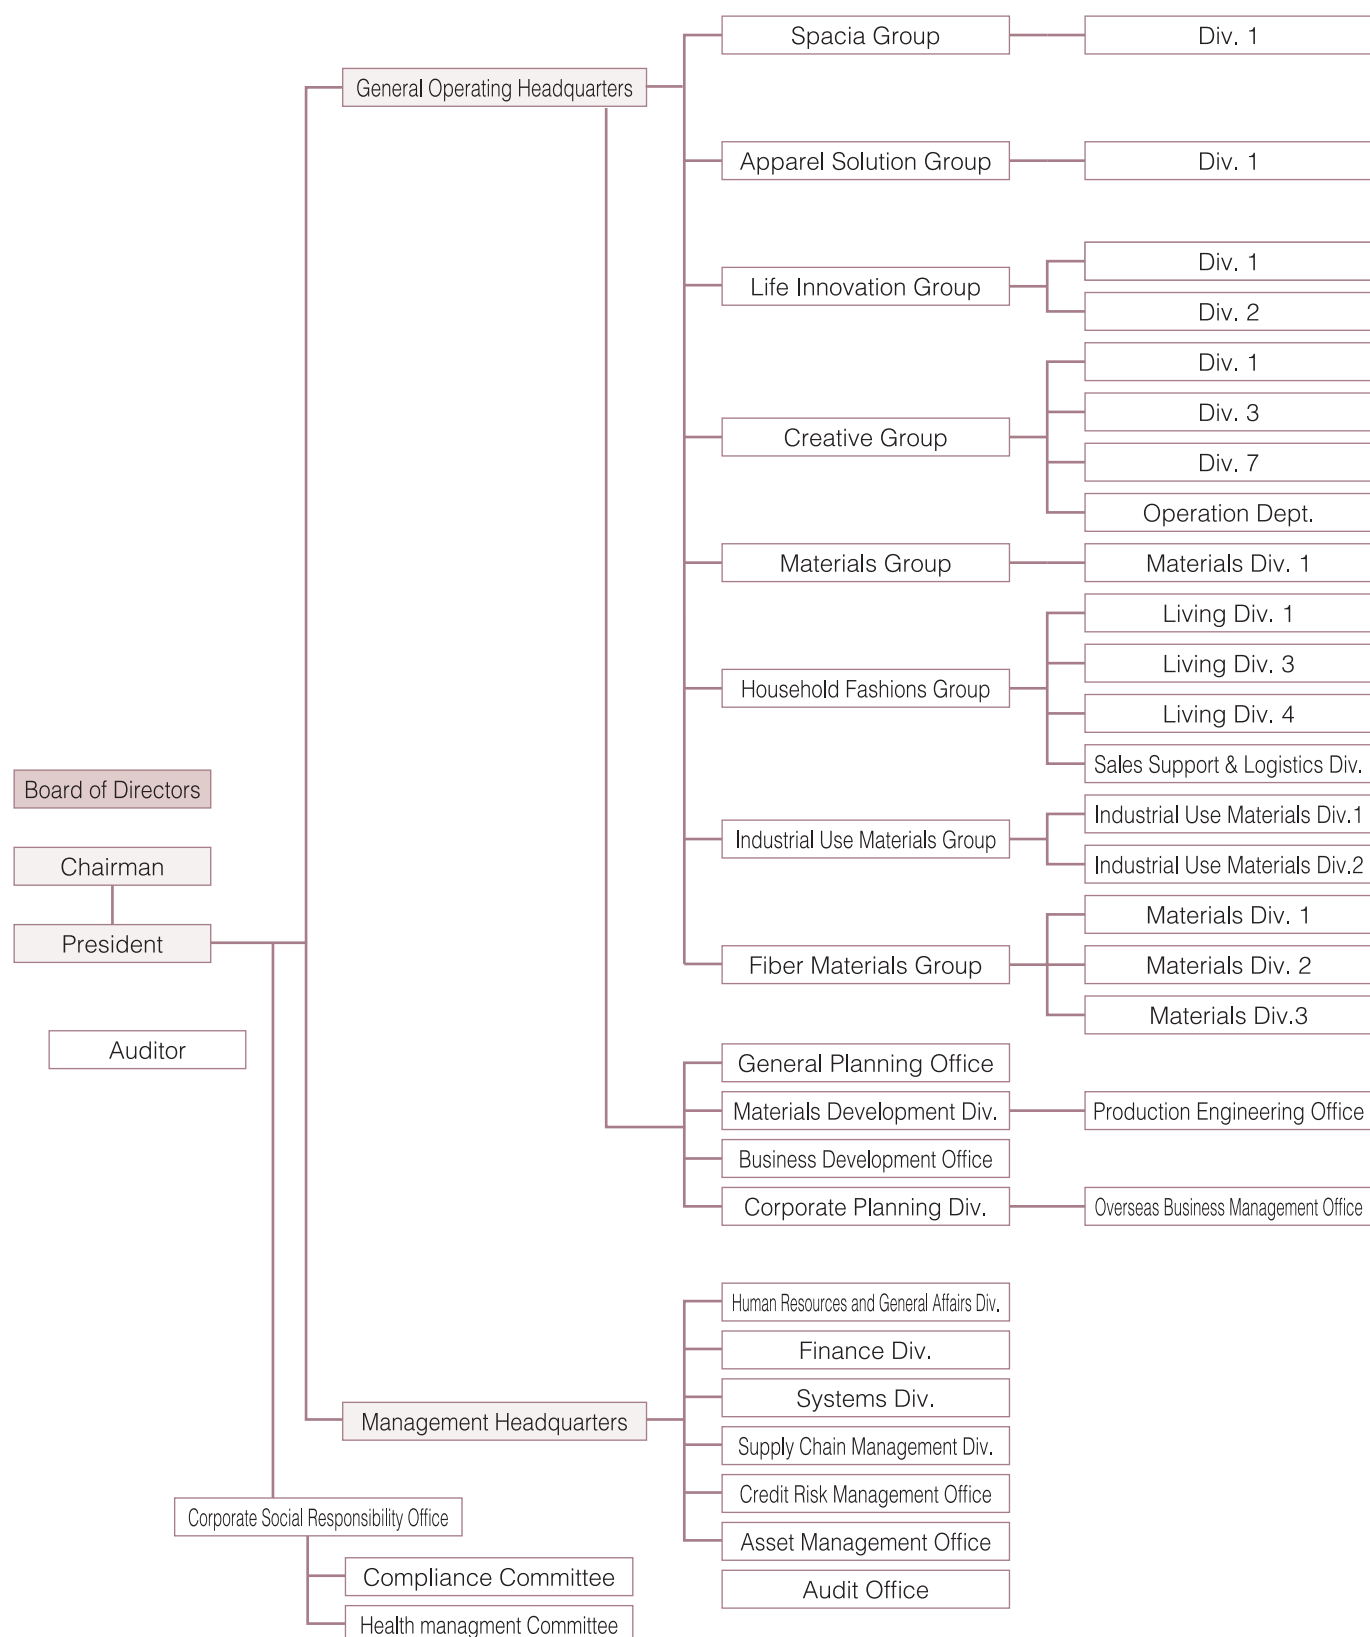 Board of Directors
Chairman
President
Auditor
General Operating Headquarters
Spacia Group
Div. 1
Apparel Solution Group
Div. 1
Life Innovation Group
Div. 1
Div. 2
Creative Group
Div. 1
Div. 3
Div. 7
Operation Dept.
Materials Group
Materials Div. 1
Household Fashions Group
Living Div. 1
Living Div. 3
Living Div. 4
Sales Support & Logistics Div.
Industrial Use Materials Group
Industrial Use Materials Div.1
Industrial Use Materials Div.2
Fiber Materials Group
Materials Div. 1
Materials Div. 2
Materials Div.3
General Planning Office
Materials Development Div.
Production Engineering Office
Business Development Office
Corporate Planning Div.
Overseas Business Management Office
Management Headquarters
Human Resources and General Affairs Div.
Finance Div.
Systems Div.
Supply Chain Management Div.
Credit Risk Management Office
Asset Management Office
Audit Office
Corporate Social Responsibility Office
Compliance Committee
Health managment Committee